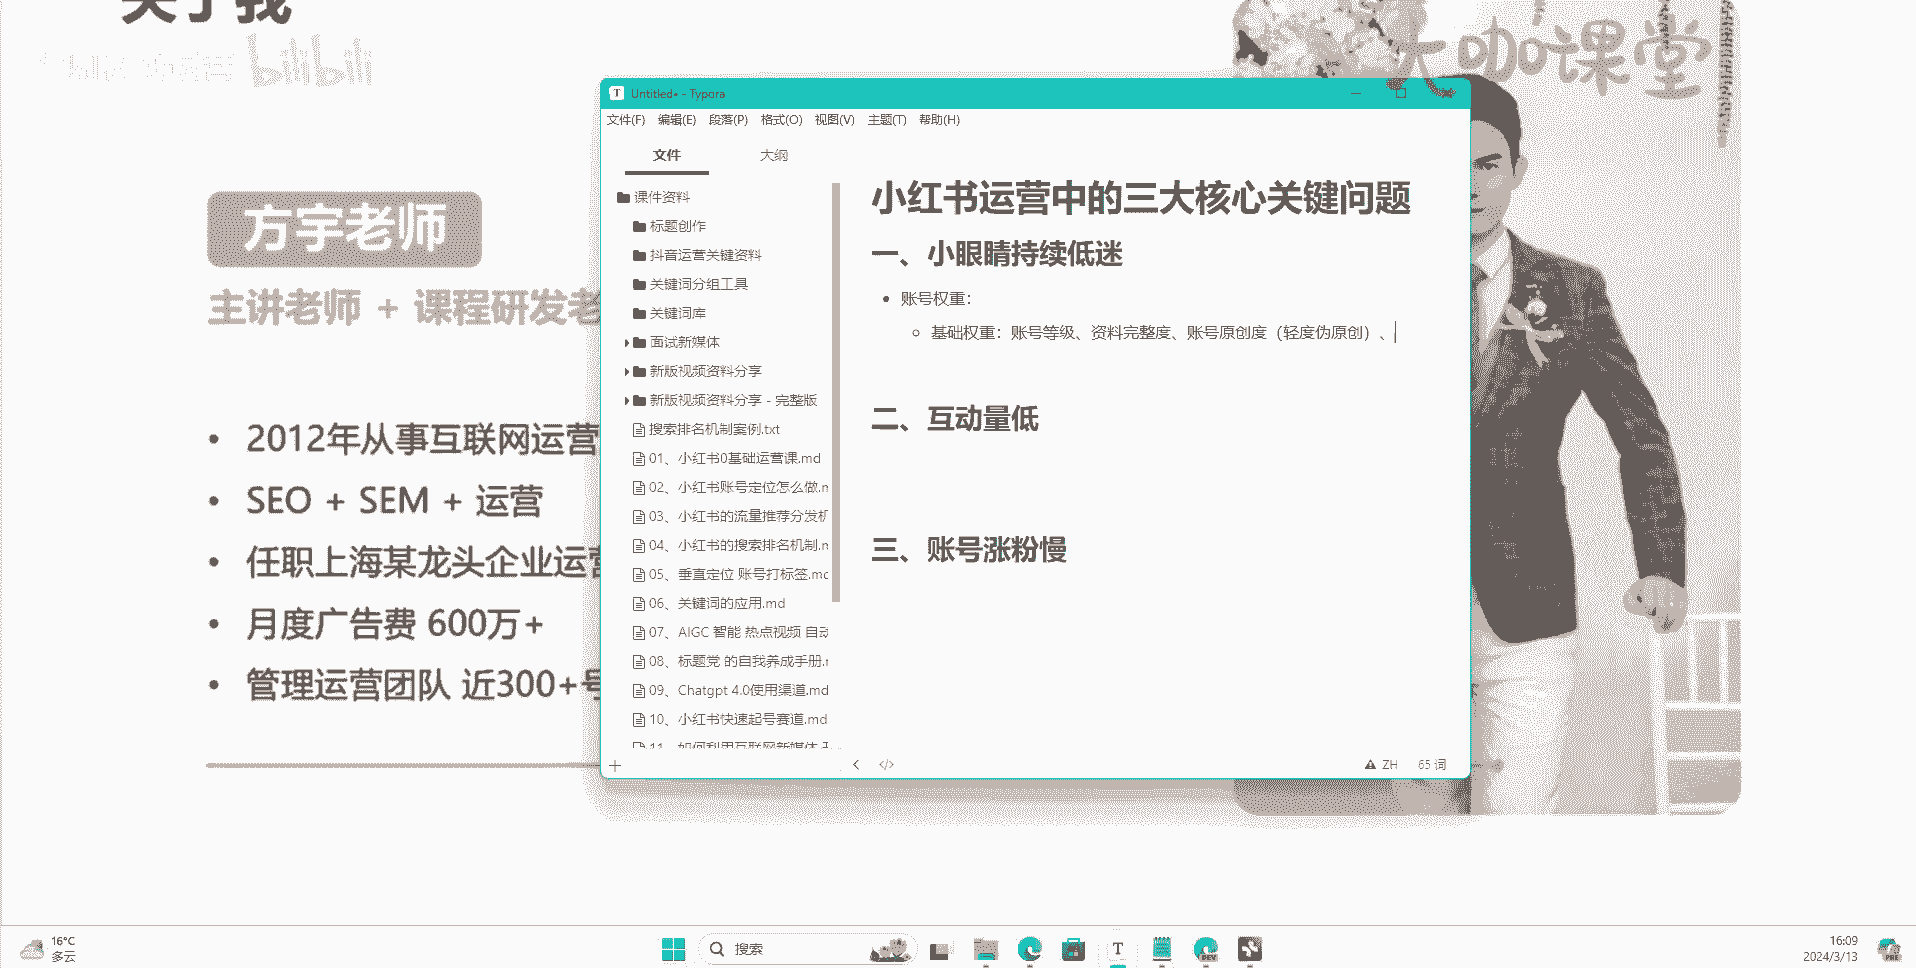 关于我
bilibili
大咖课堂
方宇老师
主讲老师 + 课程研发老
2012年从事互联网运营
SEO + SEM + 运营
任职上海某龙头企业运营
月度广告费 600万+
管理运营团队 近300+号
Untitled• - Typora
文件(F) 编辑(E) 段落(P) 格式(O) 视图(V) 主题(T) 帮助(H)
文件 大纲
课件资料
标题创作
抖音运营关键资料
关键词分组工具
关键词库
面试新媒体
新版视频资料分享
新版视频资料分享 - 完整版
搜索排名机制案例.txt
01、小红书0基础运营课.md
02、小红书账号定位怎么做.m
03、小红书的流量推荐分发机
04、小红书的搜索排名机制.m
05、垂直定位 账号打标签.md
06、关键词的应用.md
07、AIGC 智能 热点视频 自动
08、标题党 的自我养成手册.m
09、Chatgpt 4.0使用渠道.md
10、小红书快速起号赛道.md
11、如何利用互联网新媒体
小红书运营中的三大核心关键问题
一、小眼睛持续低迷
账号权重：
基础权重：账号等级、资料完整度、账号原创度（轻度伪原创）、
二、互动量低
三、账号涨粉慢
</> ZH 65 词
16°C
多云
搜索
T
DEV
16:09
2024/3/13
PRE